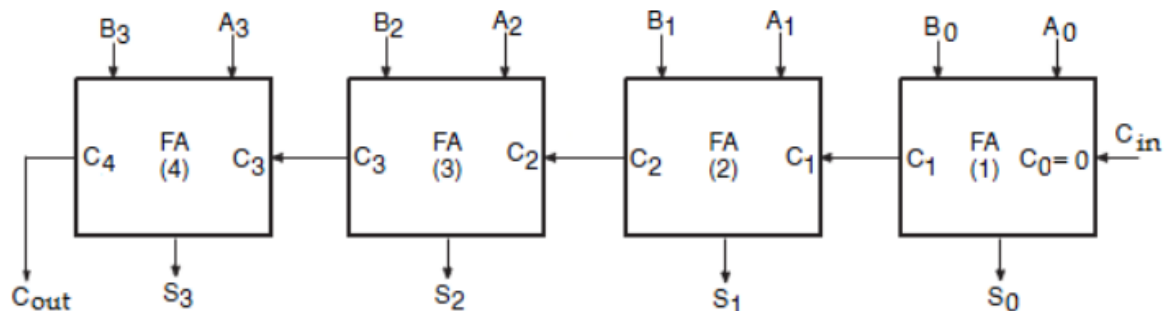 B3 A3 B2 A2 B1 A1 B0 A0
FA FA FA FA Cin
C4 C3 C3 C2 C2 C1 C1 C0 = 0
(4) (3) (2) (1)
Cout S3 S2 S1 S0